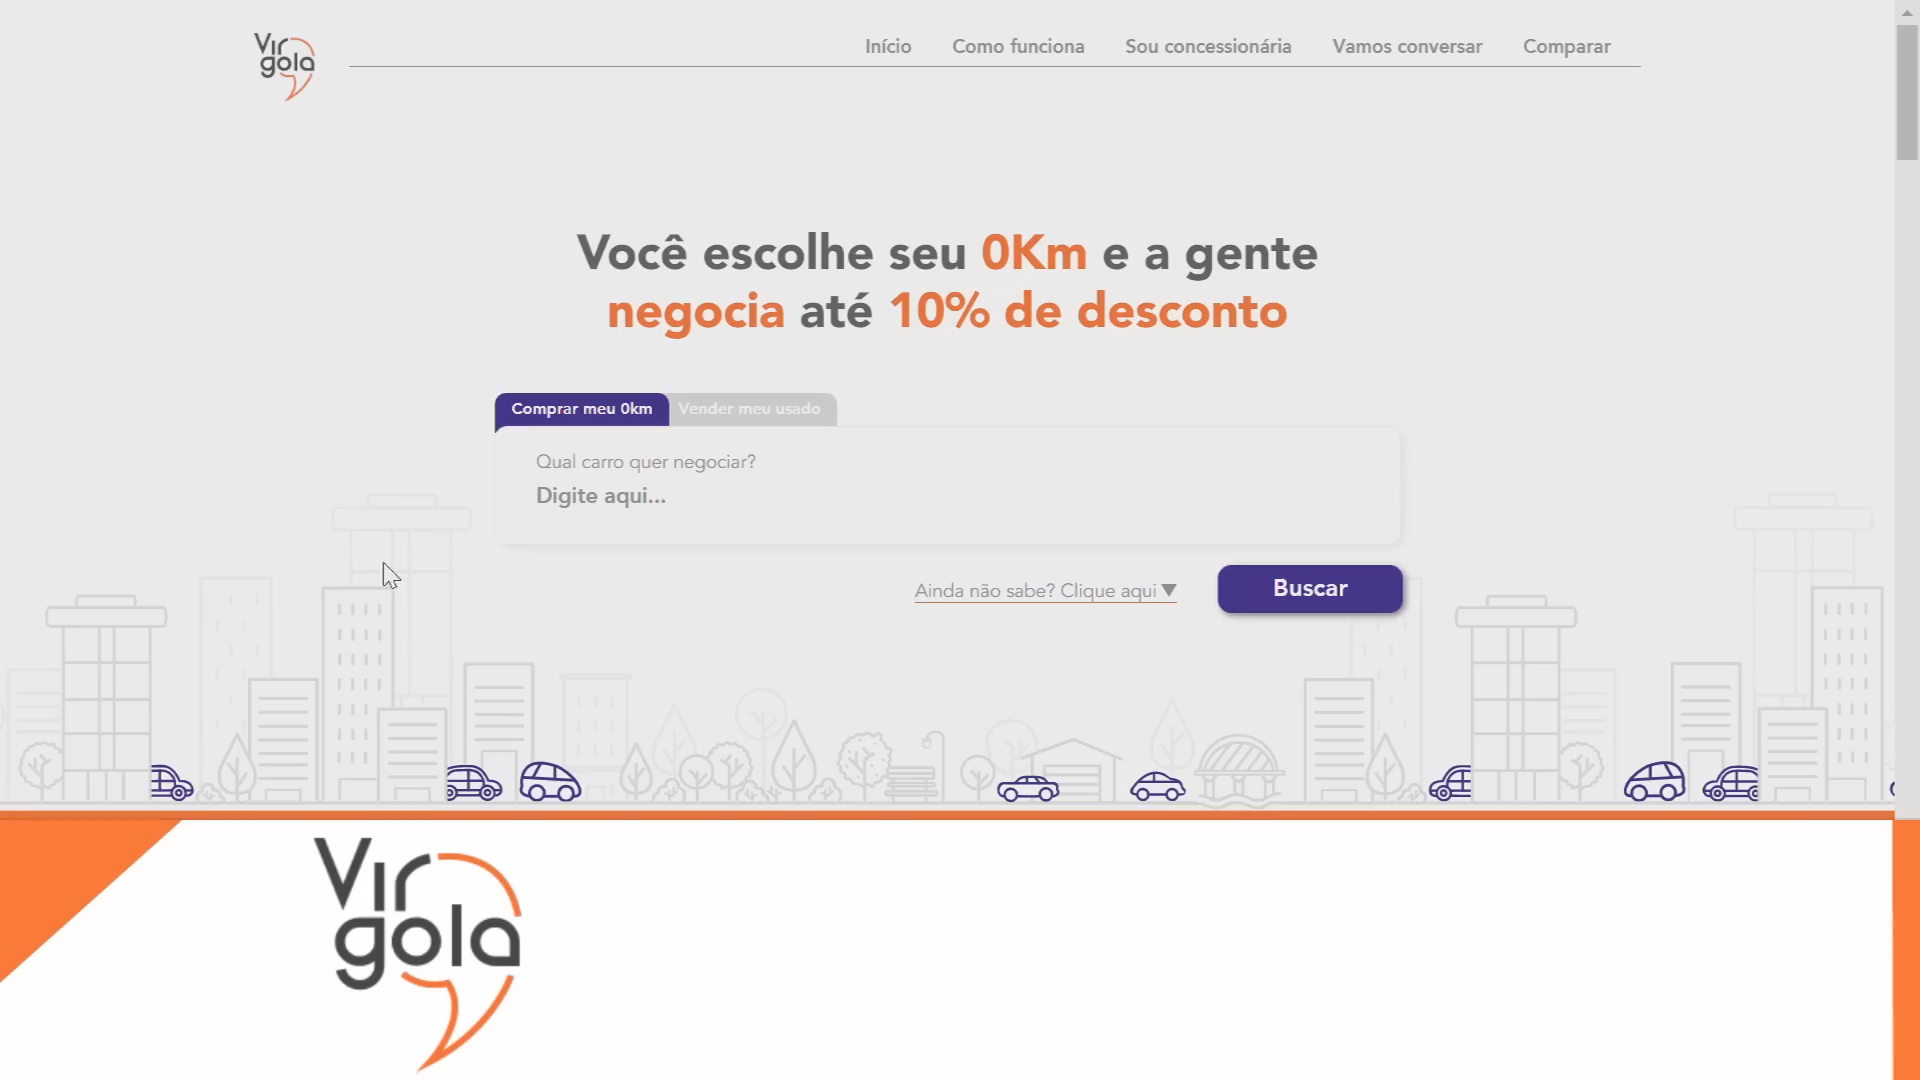 Vir
gola
Início
Como funciona
Sou concessionária
Vamos conversar
Comparar
Você escolhe seu 0Km e a gente
negocia até 10% de desconto
Comprar meu 0km
Vender meu usado
Qual carro quer negociar?
Digite aqui...
Ainda não sabe? Clique aqui ▼
Buscar
Vir
gola